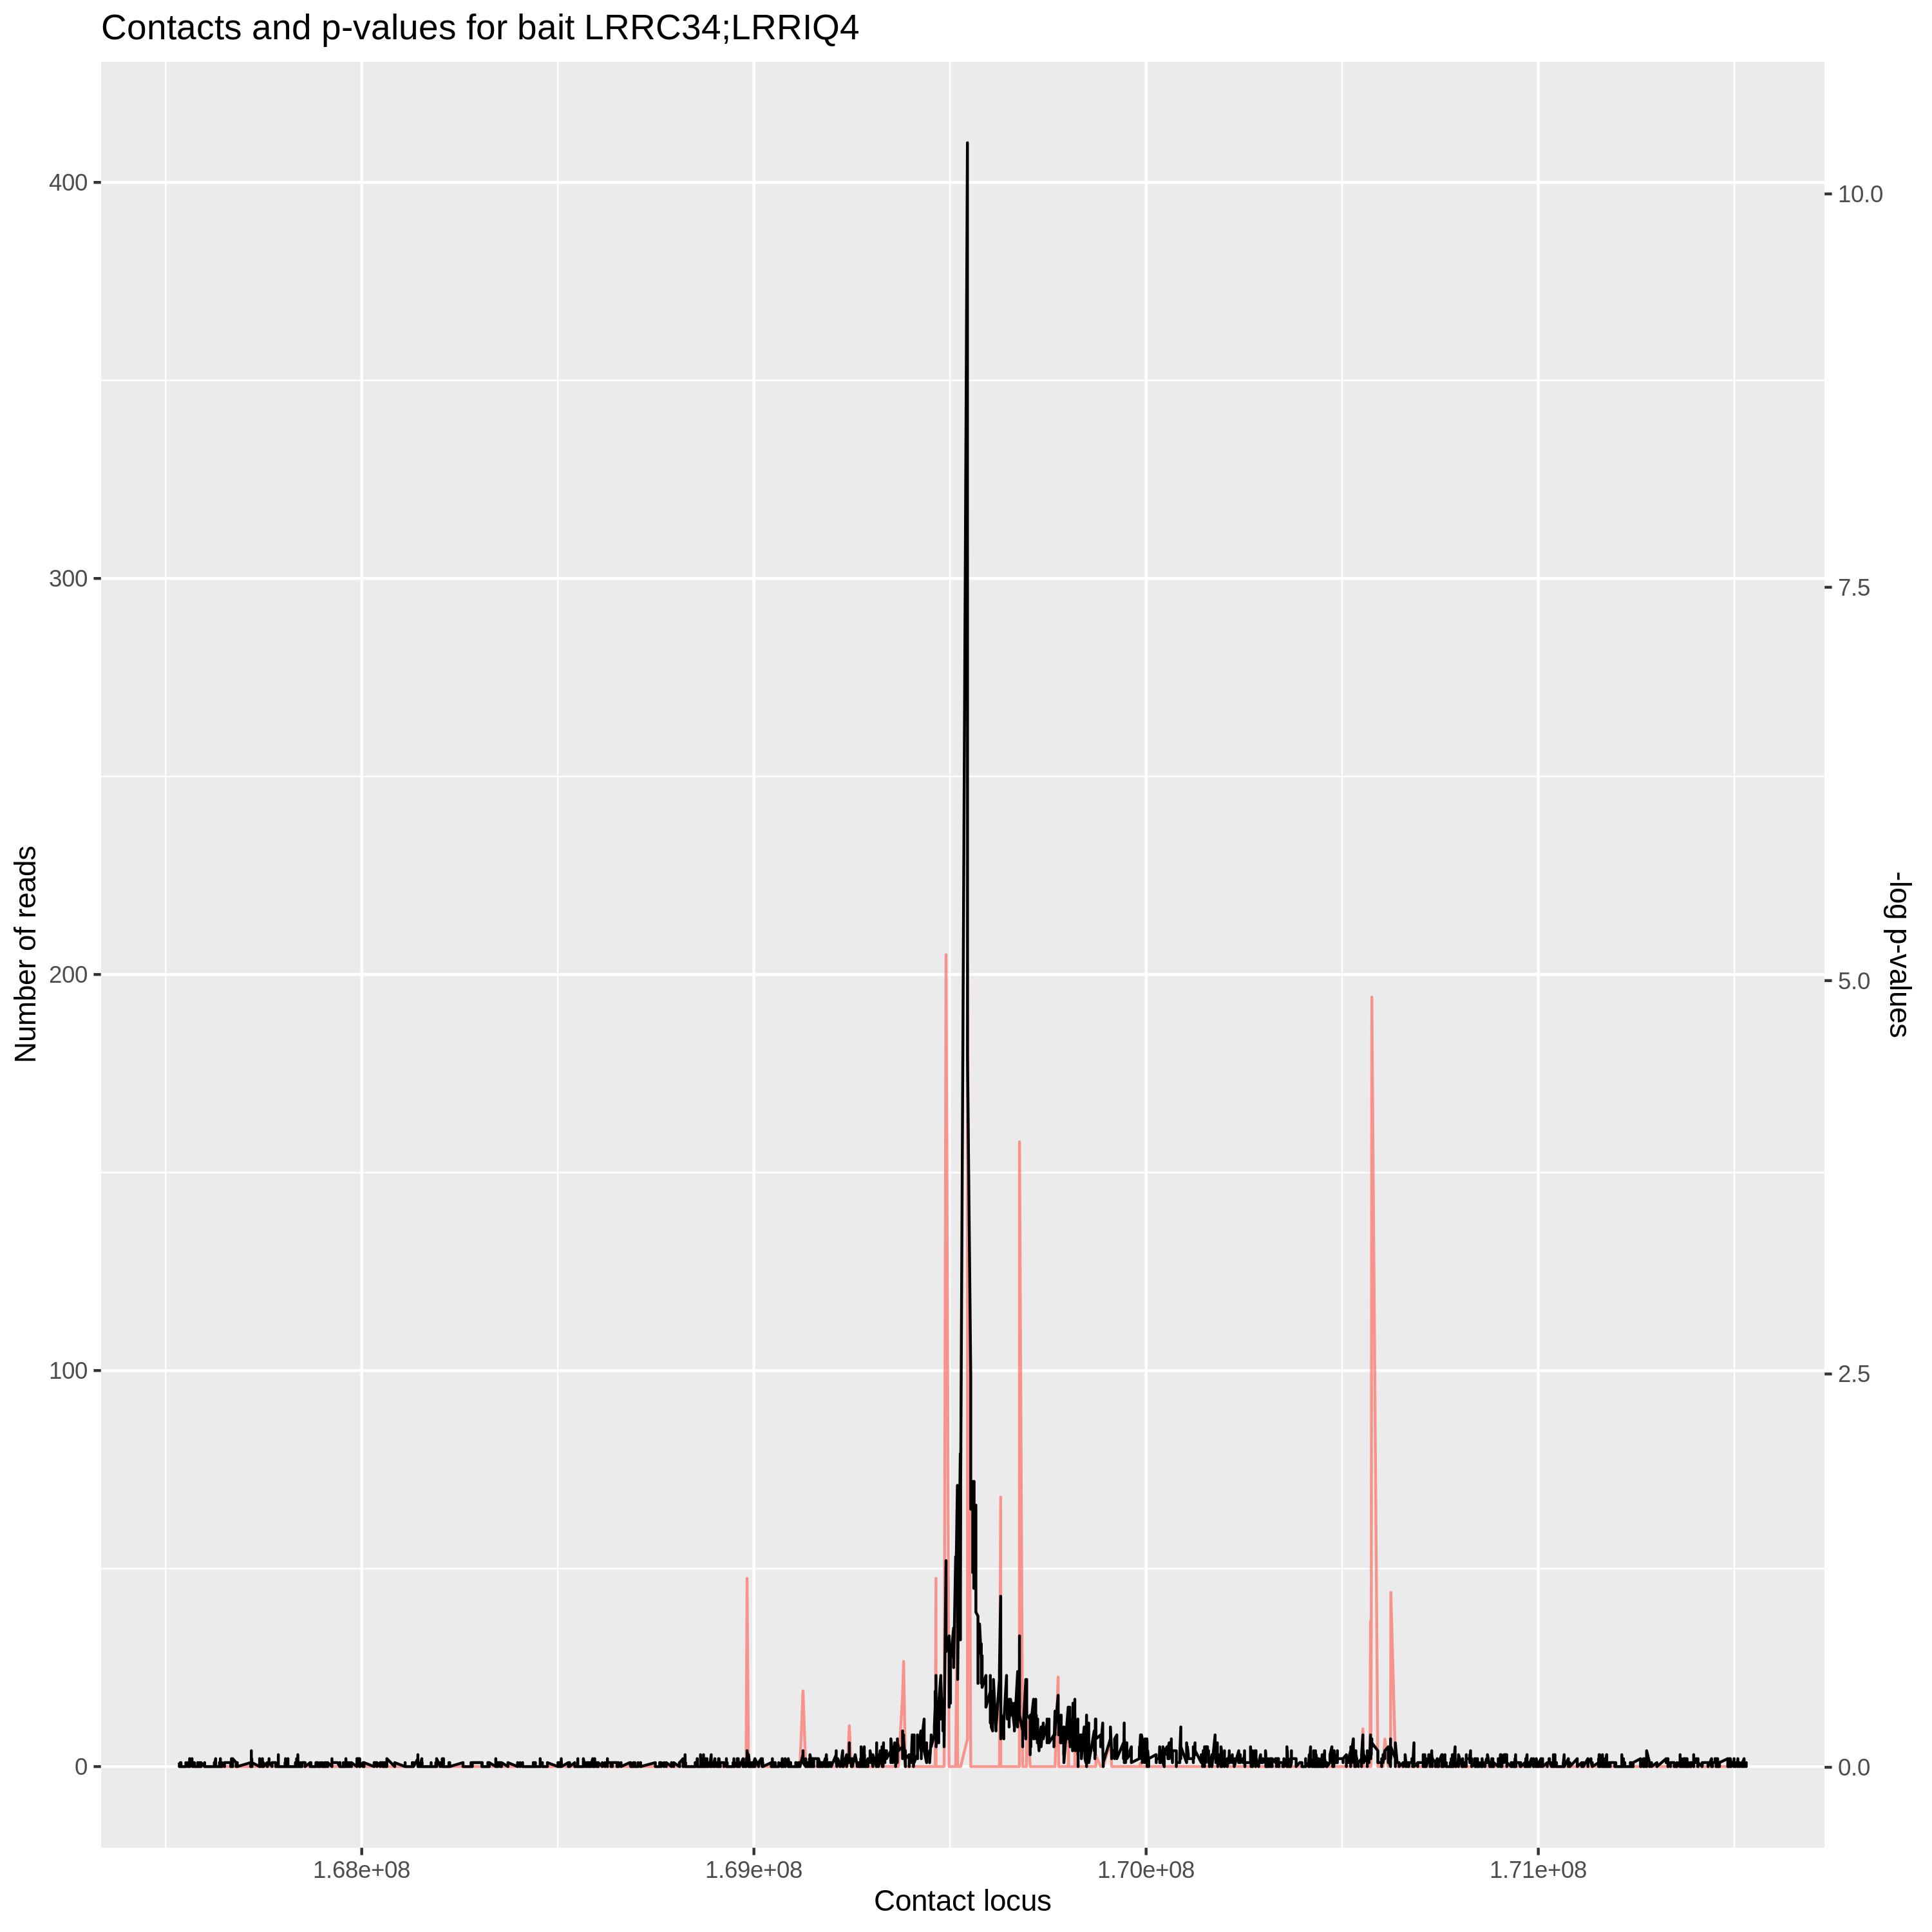 Contacts and p-values for bait LRRC34;LRRIQ4
Number of reads
400
300
200
100
0
10.0
7.5
5.0
2.5
0.0
-log p-values
1.68e+08
1.69e+08
1.70e+08
1.71e+08
Contact locus